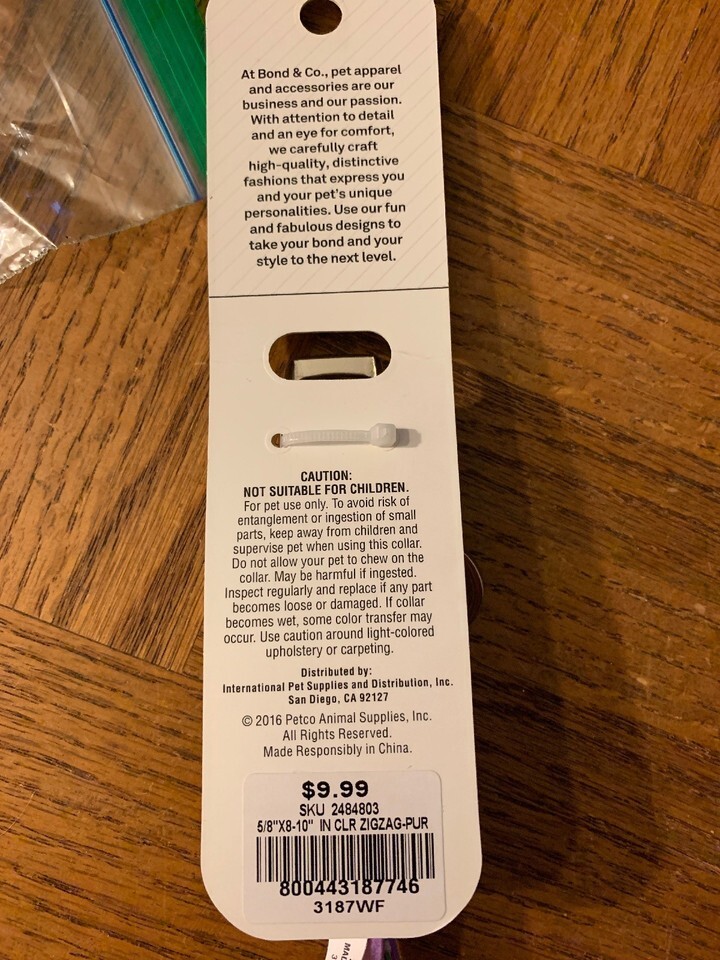 At Bond & Co., pet apparel
and accessories are our
business and our passion.
With attention to detail
and an eye for comfort,
we carefully craft
high-quality, distinctive
fashions that express you
and your pet's unique
personalities. Use our fun
and fabulous designs to
take your bond and your
style to the next level.
CAUTION:
NOT SUITABLE FOR CHILDREN.
For pet use only. To avoid risk of
entanglement or ingestion of small
parts, keep away from children and
supervise pet when using this collar.
Do not allow your pet to chew on the
collar. May be harmful if ingested.
Inspect regularly and replace if any part
becomes loose or damaged. If collar
becomes wet, some color transfer may
occur. Use caution around light-colored
upholstery or carpeting.
Distributed by:
International Pet Supplies and Distribution, Inc.
San Diego, CA 92127
© 2016 Petco Animal Supplies, Inc.
All Rights Reserved.
Made Responsibly in China.
$9.99
SKU 2484803
5/8"X8-10" IN CLR ZIGZAG-PUR
800443187746
3187WF